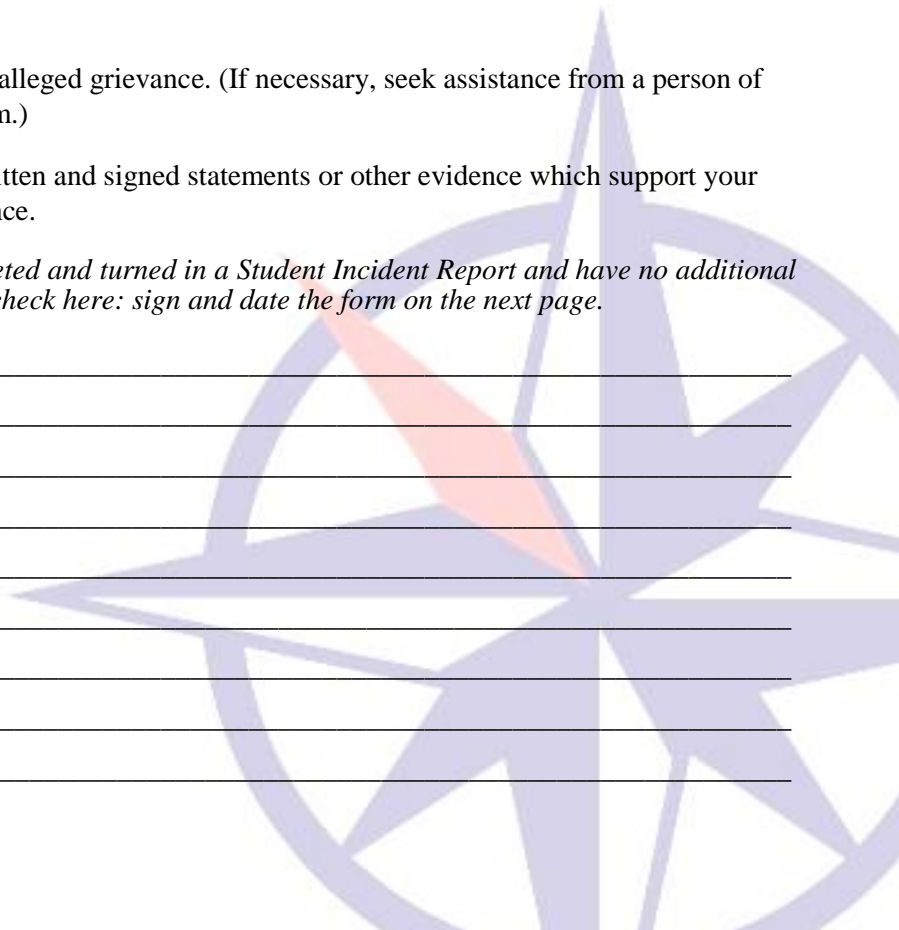 alleged grievance. (If necessary, seek assistance from a person of
m.)
tten and signed statements or other evidence which support your
nce.
eted and turned in a Student Incident Report and have no additional
check here: sign and date the form on the next page.